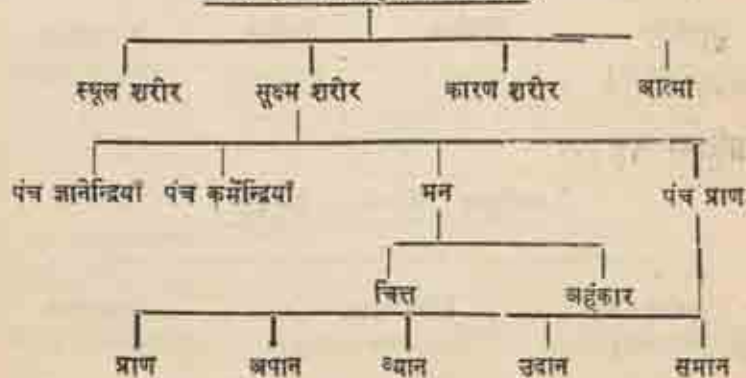 स्थूल शरीर सूक्ष्म शरीर कारण शरीर आत्मा
पंच ज्ञानेन्द्रियाँ पंच कर्मेन्द्रियाँ मन पंच प्राण
चित्त अहंकार
प्राण अपान व्यान उदान समान